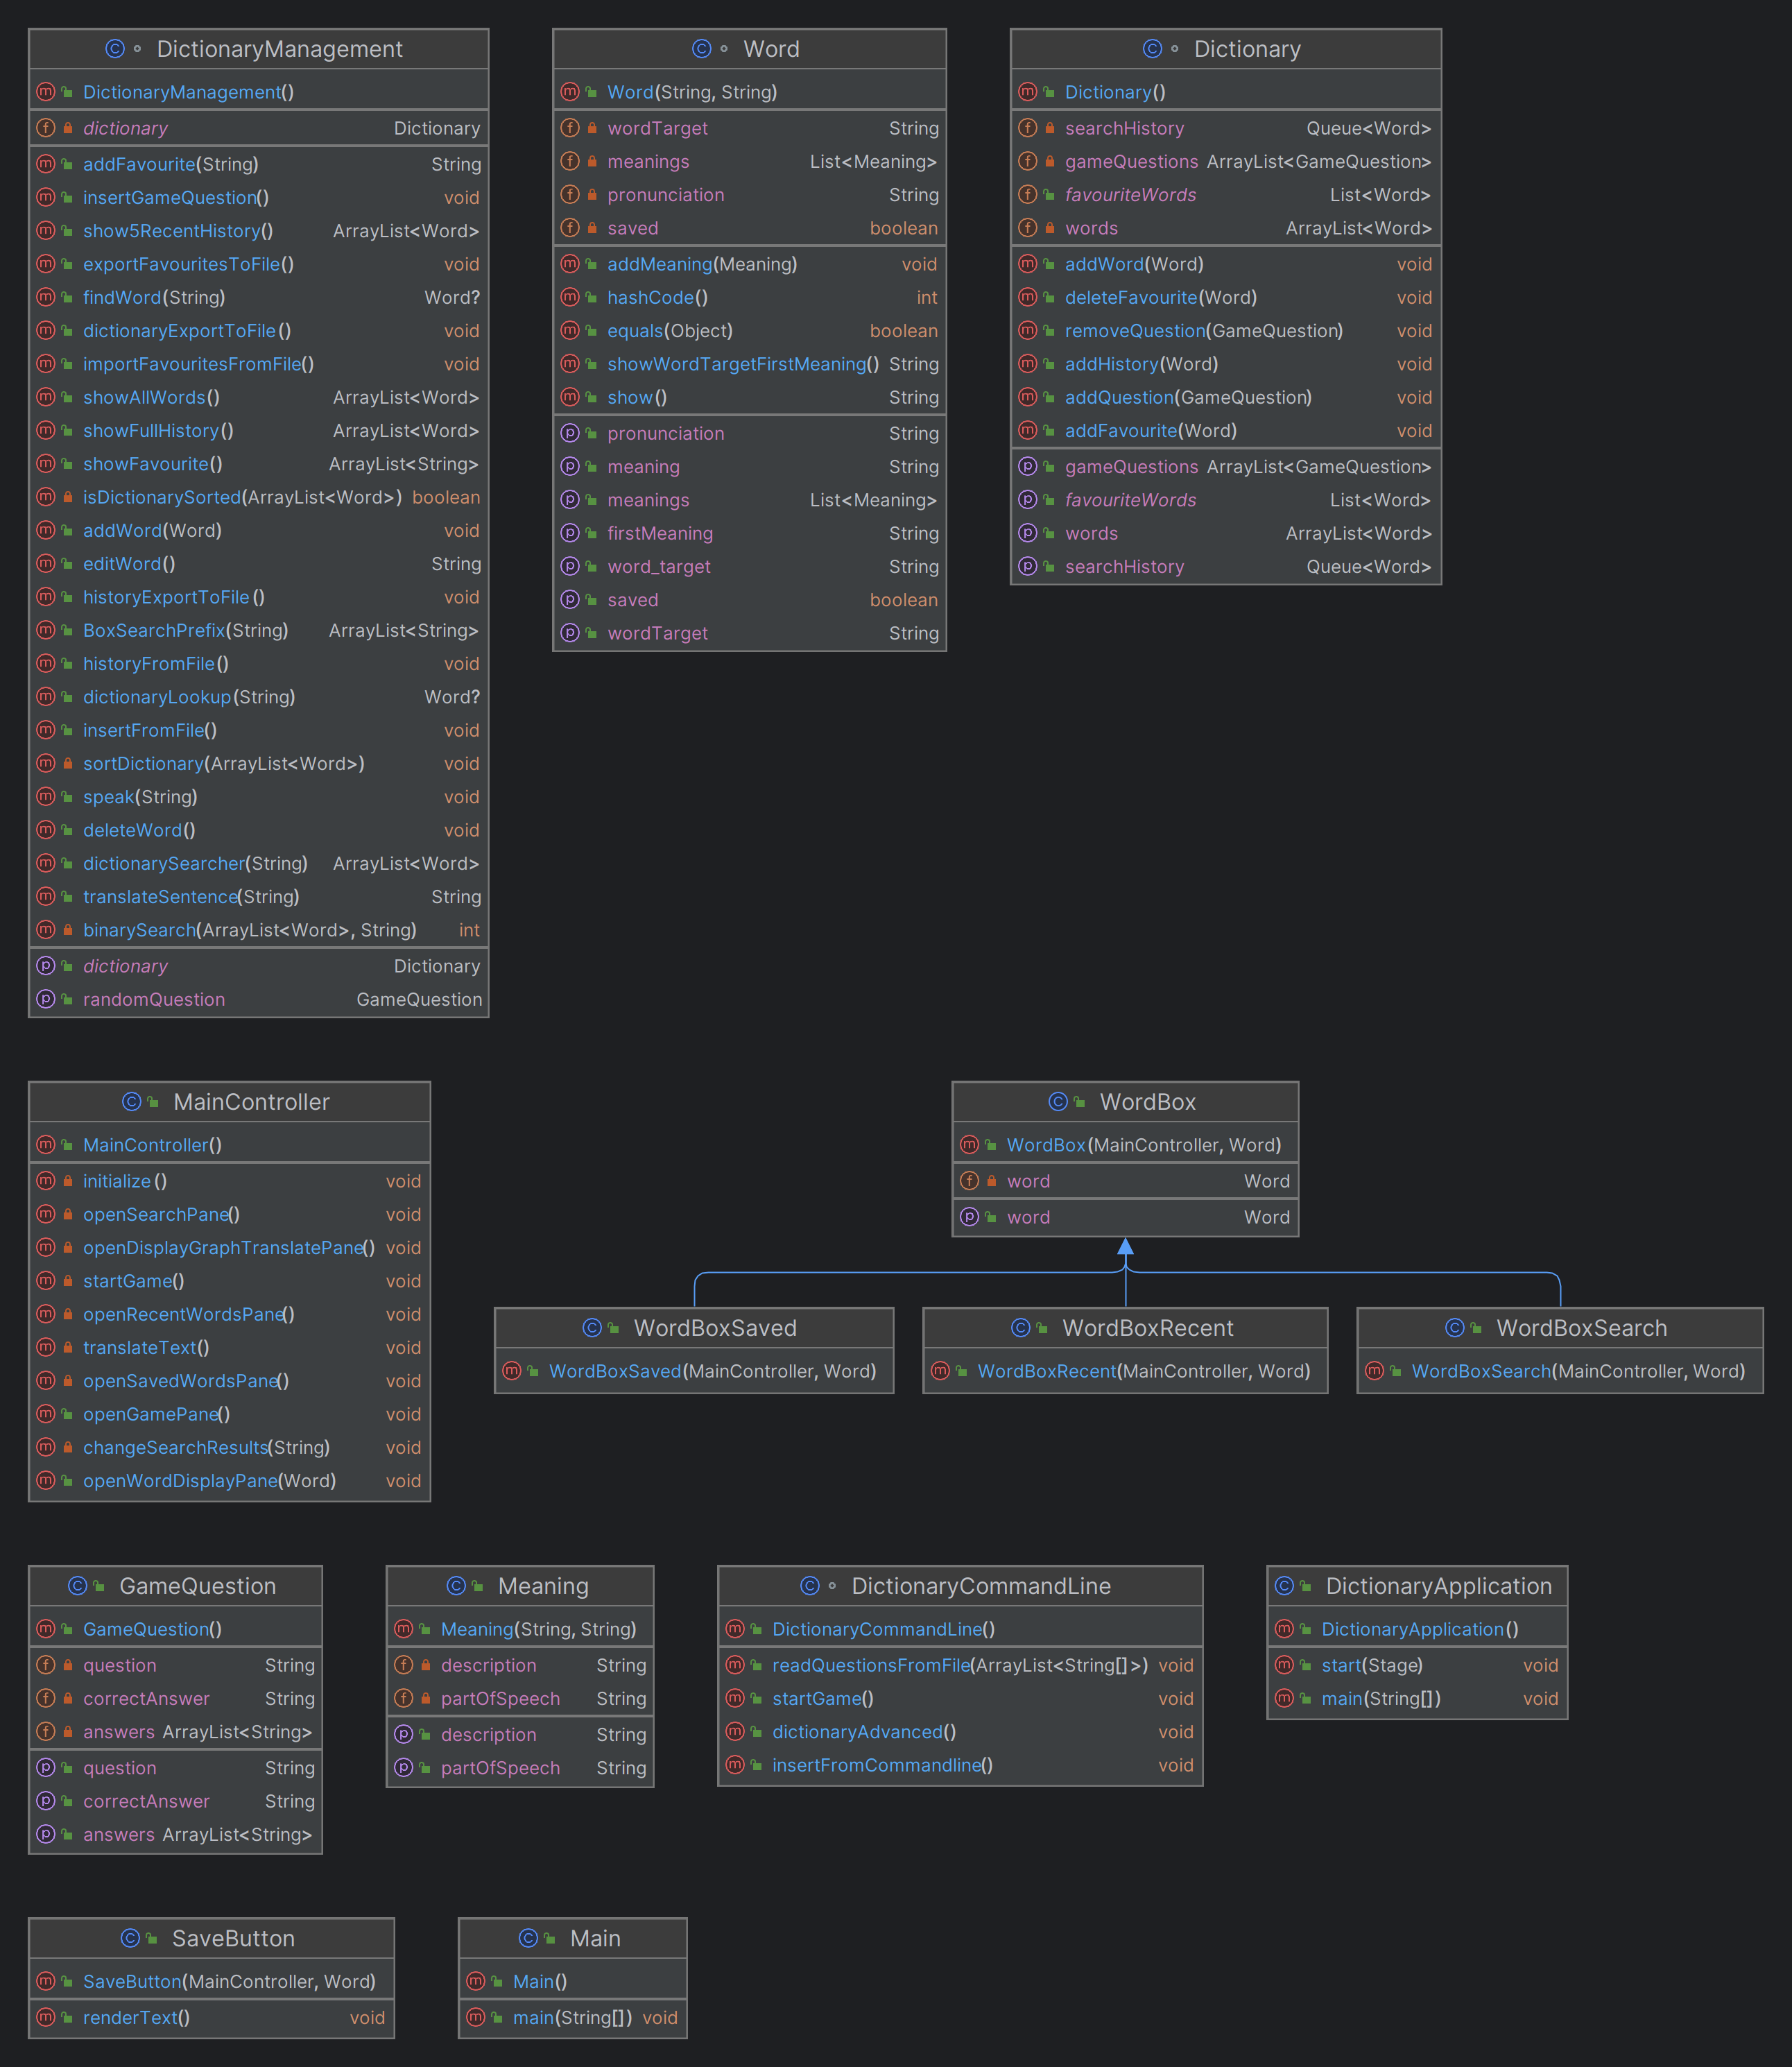 DictionaryManagement
DictionaryManagement()
dictionary Dictionary
addFavourite(String) String
insertGameQuestion() void
show5RecentHistory() ArrayList<Word>
exportFavouritesToFile() void
findWord(String) Word?
dictionaryExportToFile() void
importFavouritesFromFile() void
showAllWords() ArrayList<Word>
showFullHistory() ArrayList<Word>
showFavourite() ArrayList<String>
isDictionarySorted(ArrayList<Word>) boolean
addWord(Word) void
editWord() String
historyExportToFile() void
BoxSearchPrefix(String) ArrayList<String>
historyFromFile() void
dictionaryLookup(String) Word?
insertFromFile() void
sortDictionary(ArrayList<Word>) void
speak(String) void
deleteWord() void
dictionarySearcher(String) ArrayList<Word>
translateSentence(String) String
binarySearch(ArrayList<Word>, String) int
dictionary Dictionary
randomQuestion GameQuestion
Word
Word(String, String)
wordTarget String
meanings List<Meaning>
pronunciation String
saved boolean
addMeaning(Meaning) void
hashCode() int
equals(Object) boolean
showWordTargetFirstMeaning() String
show() String
pronunciation String
meaning String
meanings List<Meaning>
firstMeaning String
word_target String
saved boolean
wordTarget String
Dictionary
Dictionary()
searchHistory Queue<Word>
gameQuestions ArrayList<GameQuestion>
favouriteWords List<Word>
words ArrayList<Word>
addWord(Word) void
deleteFavourite(Word) void
removeQuestion(GameQuestion) void
addHistory(Word) void
addQuestion(GameQuestion) void
addFavourite(Word) void
gameQuestions ArrayList<GameQuestion>
favouriteWords List<Word>
words ArrayList<Word>
searchHistory Queue<Word>
MainController
MainController()
initialize() void
openSearchPane() void
openDisplayGraphTranslatePane() void
startGame() void
openRecentWordsPane() void
translateText() void
openSavedWordsPane() void
openGamePane() void
changeSearchResults(String) void
openWordDisplayPane(Word) void
WordBox
WordBox(MainController, Word)
word Word
word Word
WordBoxSaved
WordBoxSaved(MainController, Word)
WordBoxRecent
WordBoxRecent(MainController, Word)
WordBoxSearch
WordBoxSearch(MainController, Word)
GameQuestion
GameQuestion()
question String
correctAnswer String
answers ArrayList<String>
question String
correctAnswer String
answers ArrayList<String>
Meaning
Meaning(String, String)
description String
partOfSpeech String
description String
partOfSpeech String
DictionaryCommandLine
DictionaryCommandLine()
readQuestionsFromFile(ArrayList<String[]>) void
startGame() void
dictionaryAdvanced() void
insertFromCommandline() void
DictionaryApplication
DictionaryApplication()
start(Stage) void
main(String[]) void
SaveButton
SaveButton(MainController, Word)
renderText() void
Main
Main()
main(String[]) void